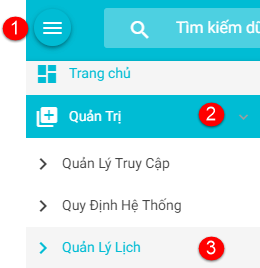 1
Tìm kiếm dũ
Trang chủ
Quản Trị 2
Quản Lý Truy Cập
Quy Định Hệ Thống
Quản Lý Lịch 3